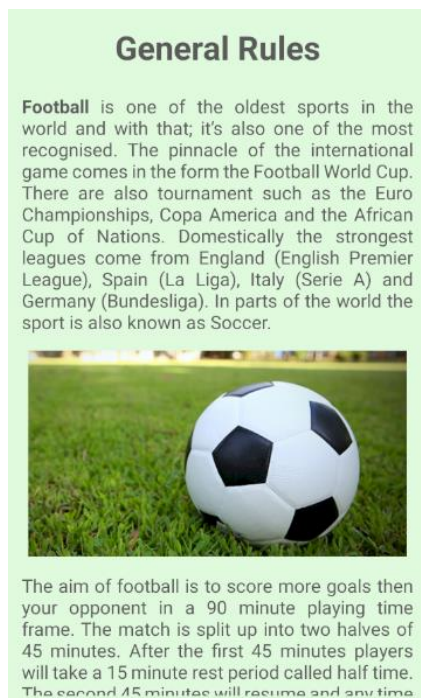 General Rules
Football is one of the oldest sports in the
world and with that; it's also one of the most
recognised. The pinnacle of the international
game comes in the form the Football World Cup.
There are also tournament such as the Euro
Championships, Copa America and the African
Cup of Nations. Domestically the strongest
leagues come from England (English Premier
League), Spain (La Liga), Italy (Serie A) and
Germany (Bundesliga). In parts of the world the
sport is also known as Soccer.
The aim of football is to score more goals then
your opponent in a 90 minute playing time
frame. The match is split up into two halves of
45 minutes. After the first 45 minutes players
will take a 15 minute rest period called half time.
The second 45 minutes will resume and any time